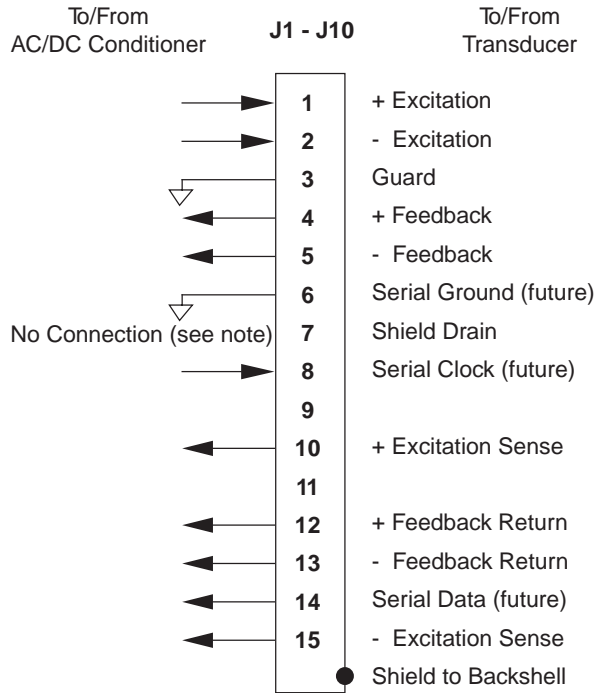 To/From
AC/DC Conditioner
J1 - J10
To/From
Transducer
1 + Excitation
2 - Excitation
3 Guard
4 + Feedback
5 - Feedback
6 Serial Ground (future)
No Connection (see note) 7 Shield Drain
8 Serial Clock (future)
9
10 + Excitation Sense
11
12 + Feedback Return
13 - Feedback Return
14 Serial Data (future)
15 - Excitation Sense
Shield to Backshell